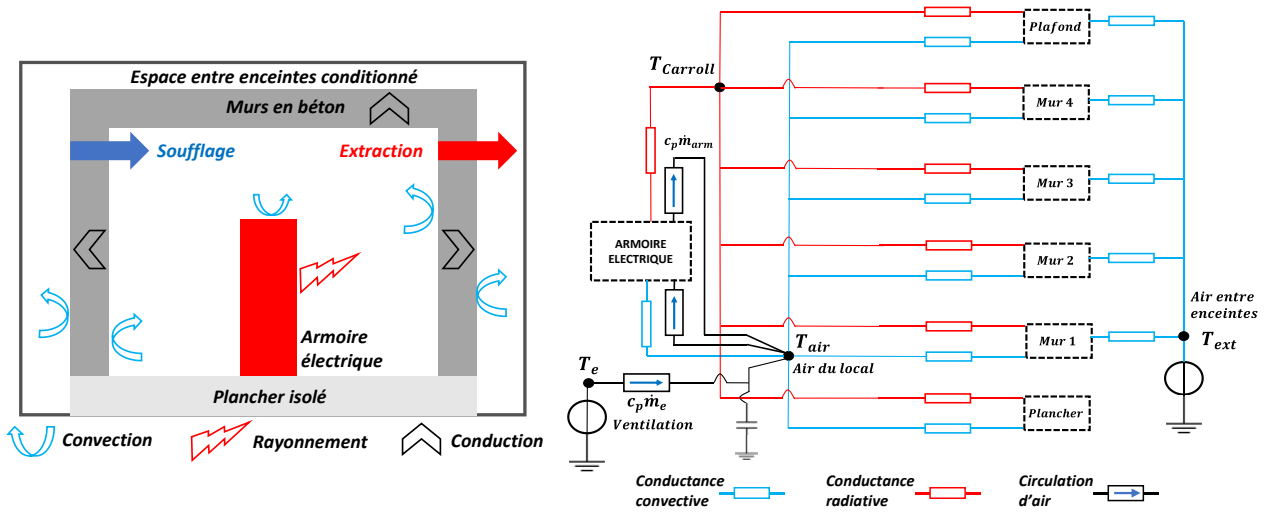 Espace entre enceintes conditionné
Murs en béton
Soufflage
Extraction
Armoire
électrique
Plancher isolé
Convection
Rayonnement
Conduction
Plafond
T_Carroll
Mur 4
c_p ṁ_arm
Mur 3
ARMOIRE
ELECTRIQUE
Mur 2
Air entre
enceintes
T_ext
Mur 1
T_air
Air du local
T_e
c_p ṁ_e
Ventilation
Plancher
Conductance
convective
Conductance
radiative
Circulation
d'air